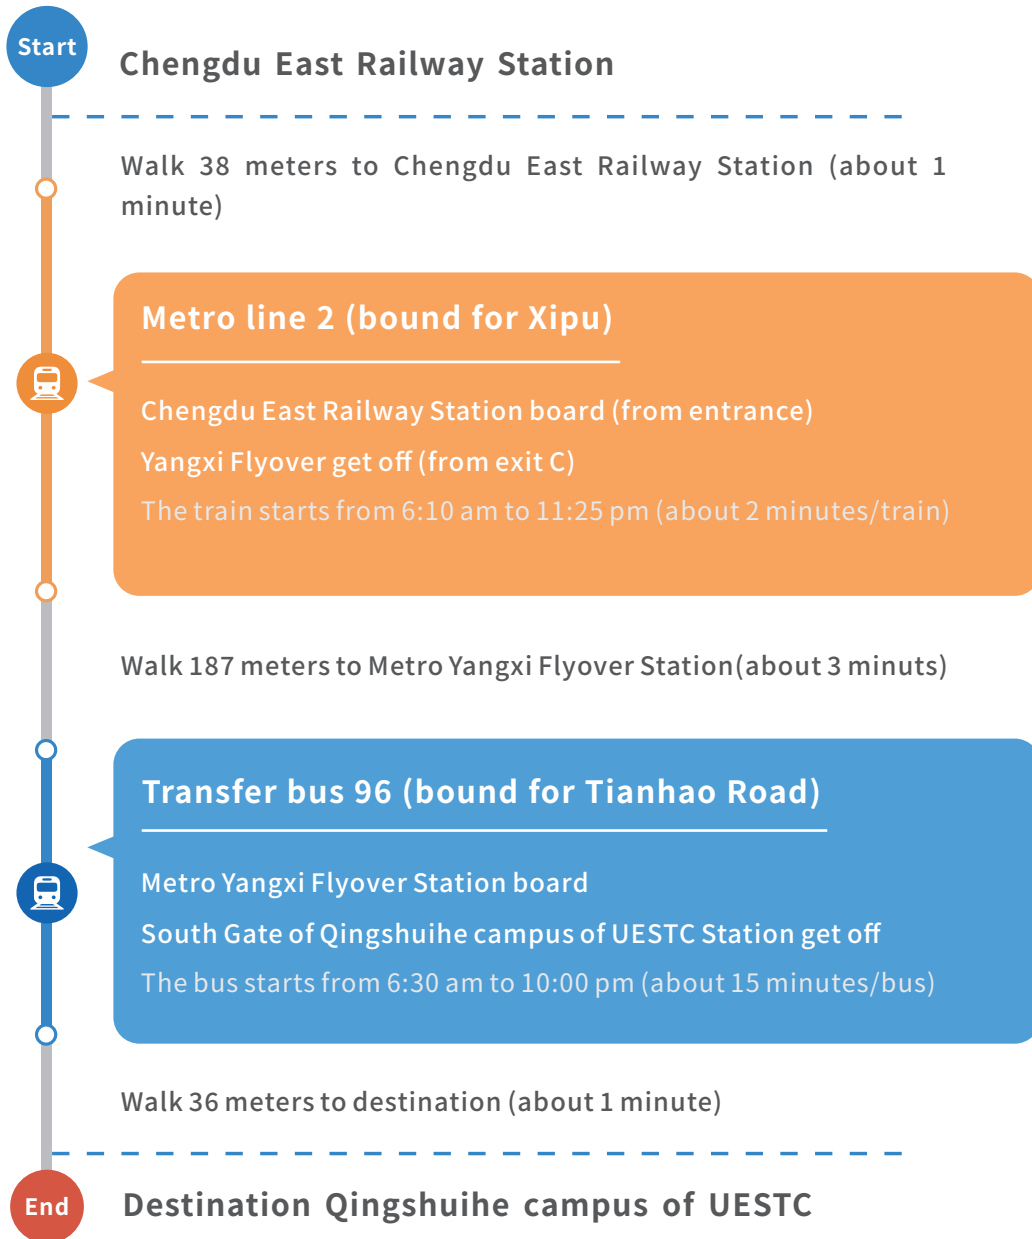 Start
Chengdu East Railway Station
Walk 38 meters to Chengdu East Railway Station (about 1
minute)
Metro line 2 (bound for Xipu)
Chengdu East Railway Station board (from entrance)
Yangxi Flyover get off (from exit C)
The train starts from 6:10 am to 11:25 pm (about 2 minutes/train)
Walk 187 meters to Metro Yangxi Flyover Station(about 3 minuts)
Transfer bus 96 (bound for Tianhao Road)
Metro Yangxi Flyover Station board
South Gate of Qingshuihe campus of UESTC Station get off
The bus starts from 6:30 am to 10:00 pm (about 15 minutes/bus)
Walk 36 meters to destination (about 1 minute)
End
Destination Qingshuihe campus of UESTC